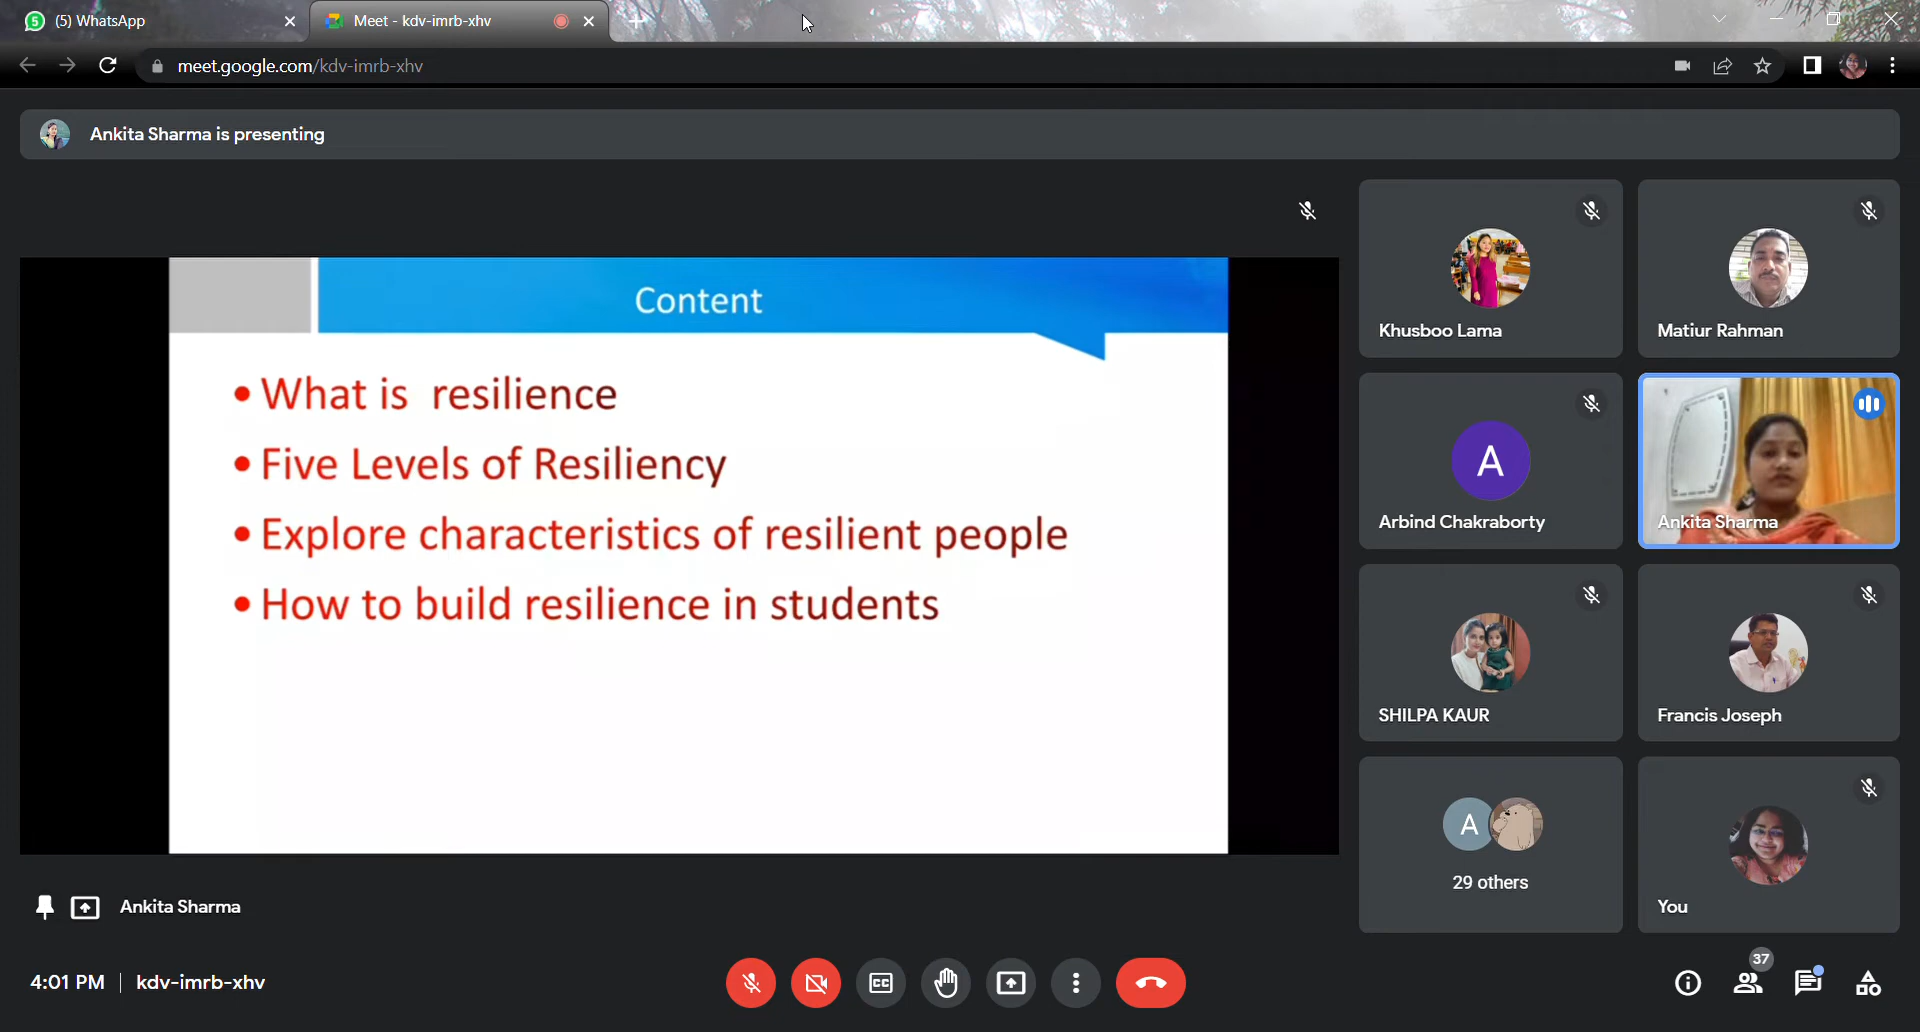 5
(5) WhatsApp
Meet - kdv-imrb-xhv
meet.google.com/kdv-imrb-xhv
Ankita Sharma is presenting
Content
• What is  resilience
• Five Levels of Resiliency
• Explore characteristics of resilient people
• How to build resilience in students
Khusboo Lama
Matiur Rahman
A
Arbind Chakraborty
Ankita Sharma
SHILPA KAUR
Francis Joseph
A
29 others
You
Ankita Sharma
4:01 PM | kdv-imrb-xhv
CC
37